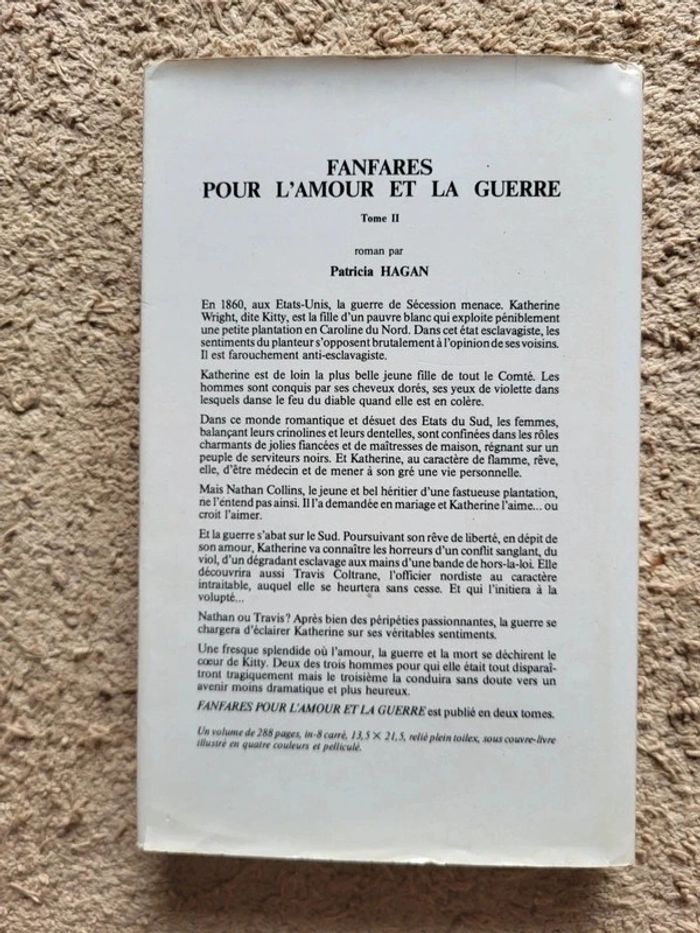 FANFARES
POUR L'AMOUR ET LA GUERRE
Tome II
roman par
Patricia HAGAN
En 1860, aux Etats-Unis, la guerre de Sécession menace. Katherine
Wright, dite Kitty, est la fille d'un pauvre blanc qui exploite péniblement
une petite plantation en Caroline du Nord. Dans cet état esclavagiste, les
sentiments du planteur s'opposent brutalement à l'opinion de ses voisins.
Il est farouchement anti-esclavagiste.
Katherine est de loin la plus belle jeune fille de tout le Comté. Les
hommes sont conquis par ses cheveux dorés, ses yeux de violette dans
lesquels danse le feu du diable quand elle est en colère.
Dans ce monde romantique et désuet des Etats du Sud, les femmes,
balançant leurs crinolines et leurs dentelles, sont confinées dans les rôles
charmants de jolies fiancées et de maîtresses de maison, régnant sur un
peuple de serviteurs noirs. Et Katherine, au caractère de flamme, rêve,
elle, d'être médecin et de mener à son gré une vie personnelle.
Mais Nathan Collins, le jeune et bel héritier d'une fastueuse plantation,
ne l'entend pas ainsi. Il l'a demandée en mariage et Katherine l'aime... ou
croit l'aimer.
Et la guerre s'abat sur le Sud. Poursuivant son rêve de liberté, en dépit de
son amour, Katherine va connaître les horreurs d'un conflit sanglant, du
viol, d'un dégradant esclavage aux mains d'une bande de hors-la-loi. Elle
découvrira aussi Travis Coltrane, l'officier nordiste au caractère
intraitable, auquel elle se heurtera sans cesse. Et qui l'initiera à la
volupté...
Nathan ou Travis? Après bien des péripéties passionnantes, la guerre se
chargera d'éclairer Katherine sur ses véritables sentiments.
Une fresque splendide où l'amour, la guerre et la mort se déchirent le
cœur de Kitty. Deux des trois hommes pour qui elle était tout disparaî-
tront tragiquement mais le troisième la conduira sans doute vers un
avenir moins dramatique et plus heureux.
FANFARES POUR L'AMOUR ET LA GUERRE est publié en deux tomes.
Un volume de 288 pages, in-8 carré, 13,5 × 21,5, relié plein toilex, sous couvre-livre
illustré en quatre couleurs et pelliculé.